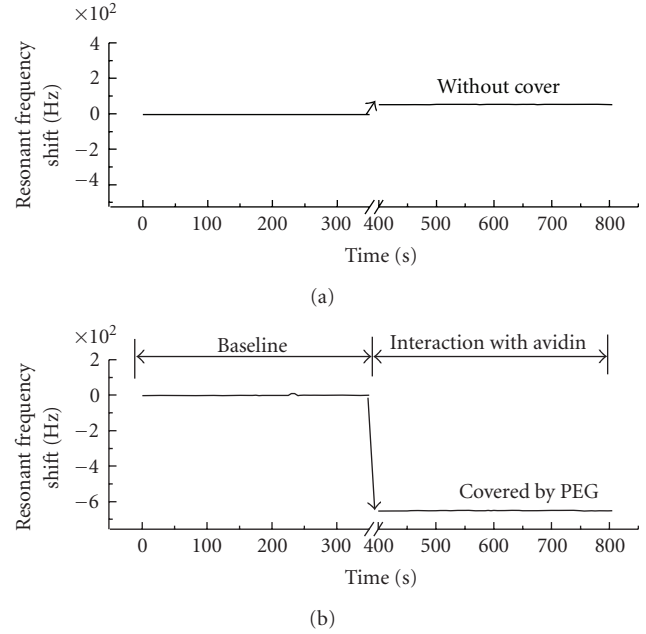 ×10²
4
2
0
−2
−4
Resonant frequency
shift (Hz)
Without cover
0 100 200 300 400 500 600 700 800
Time (s)
(a)
×10²
Baseline
Interaction with avidin
2
0
−2
−4
−6
Resonant frequency
shift (Hz)
Covered by PEG
0 100 200 300 400 500 600 700 800
Time (s)
(b)